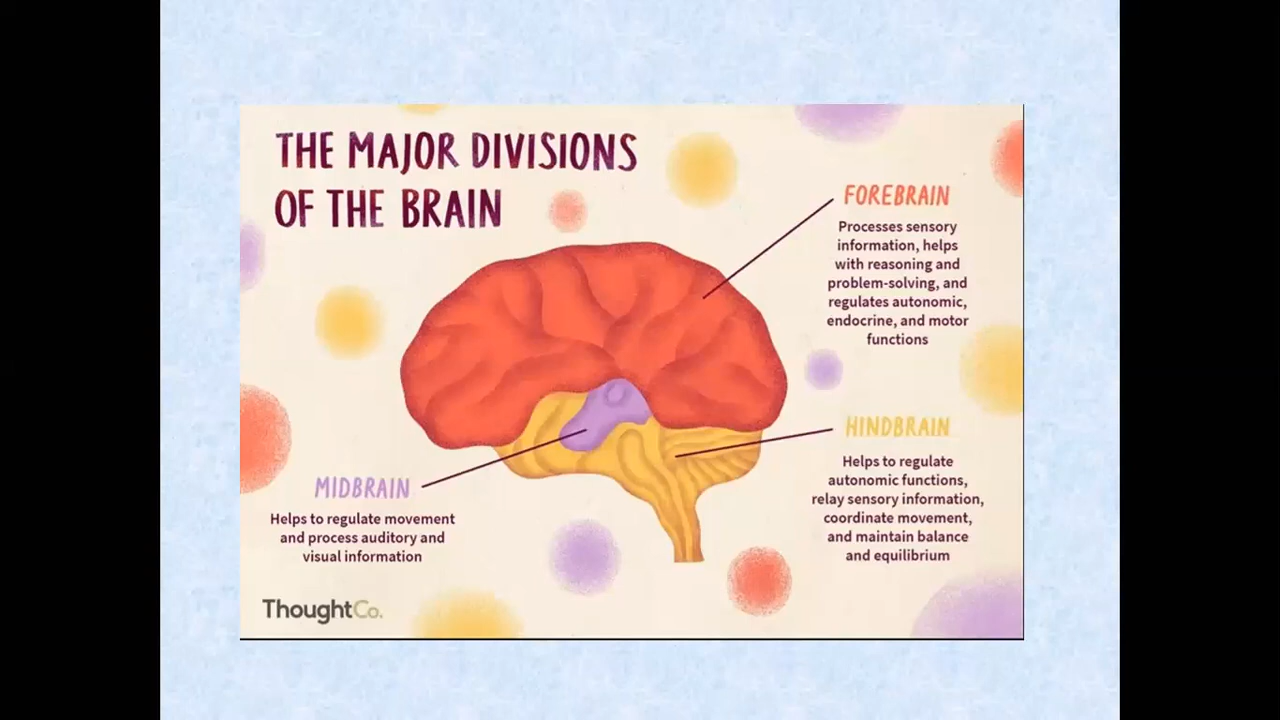 THE MAJOR DIVISIONS
OF THE BRAIN
FOREBRAIN
Processes sensory
information, helps
with reasoning and
problem-solving, and
regulates autonomic,
endocrine, and motor
functions
HINDBRAIN
Helps to regulate
autonomic functions,
relay sensory information,
coordinate movement,
and maintain balance
and equilibrium
MIDBRAIN
Helps to regulate movement
and process auditory and
visual information
ThoughtCo.